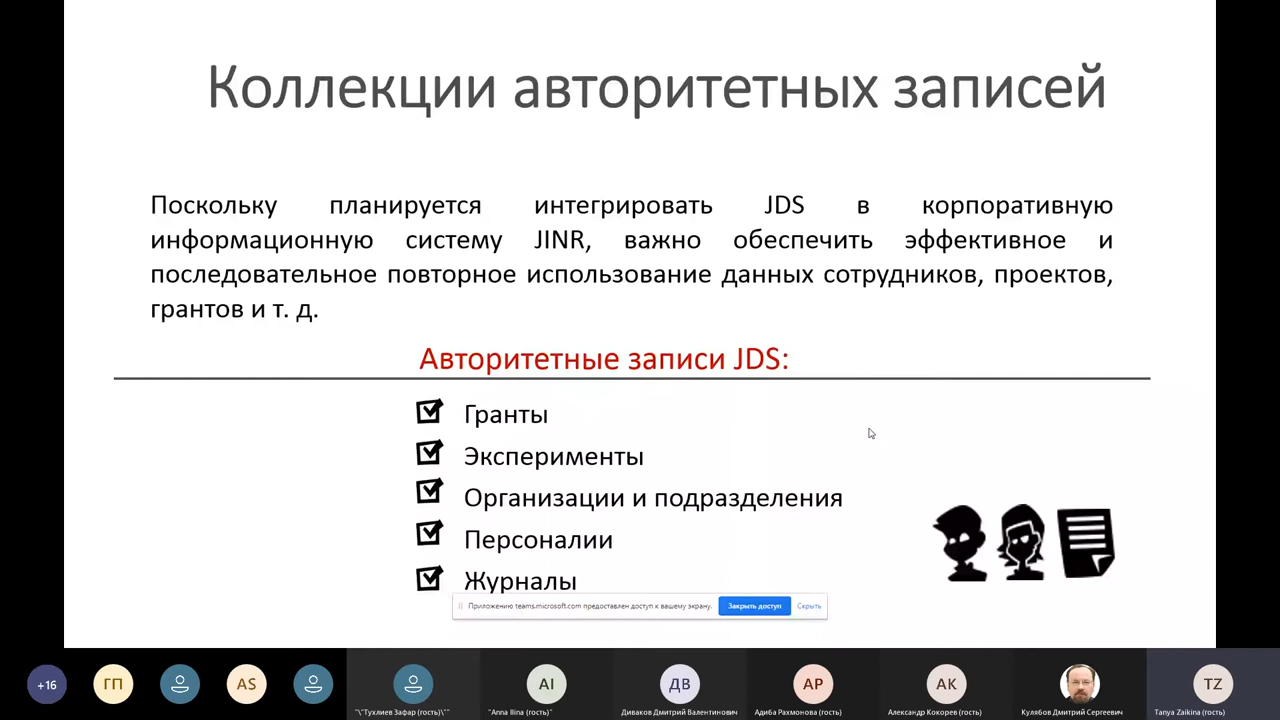 Коллекции авторитетных записей
Поскольку планируется интегрировать JDS в корпоративную
информационную систему JINR, важно обеспечить эффективное и
последовательное повторное использование данных сотрудников, проектов,
грантов и т. д.
Авторитетные записи JDS:
Гранты
Эксперименты
Организации и подразделения
Персоналии
Журналы
Приложению teams.microsoft.com предоставлен доступ к вашему экрану.
Закрыть доступ
Скрыть
+16
ГП
AS
AI
ДВ
АР
АК
TZ
"\"Тухлиев Зафар (гость)\""
"Anna Ilina (гость)"
Диваков Дмитрий Валентинович
Адиба Рахмонова (гость)
Александр Кокорев (гость)
Кулябов Дмитрий Сергеевич
Tanya Zaikina (гость)